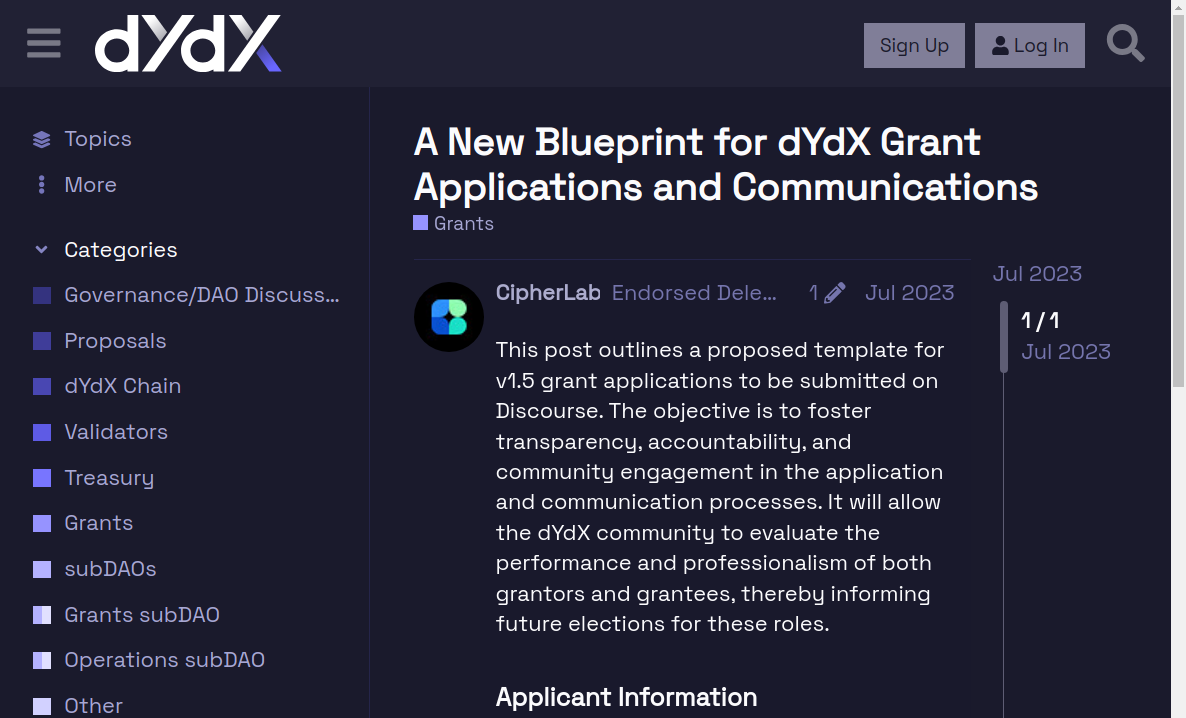 dYdX
Sign Up
Log In
Topics
More
Categories
Governance/DAO Discuss...
Proposals
dYdX Chain
Validators
Treasury
Grants
subDAOs
Grants subDAO
Operations subDAO
Other
A New Blueprint for dYdX Grant
Applications and Communications
Grants
CipherLab Endorsed Dele... 1 Jul 2023
This post outlines a proposed template for
v1.5 grant applications to be submitted on
Discourse. The objective is to foster
transparency, accountability, and
community engagement in the application
and communication processes. It will allow
the dYdX community to evaluate the
performance and professionalism of both
grantors and grantees, thereby informing
future elections for these roles.
Applicant Information
Jul 2023
1 / 1
Jul 2023